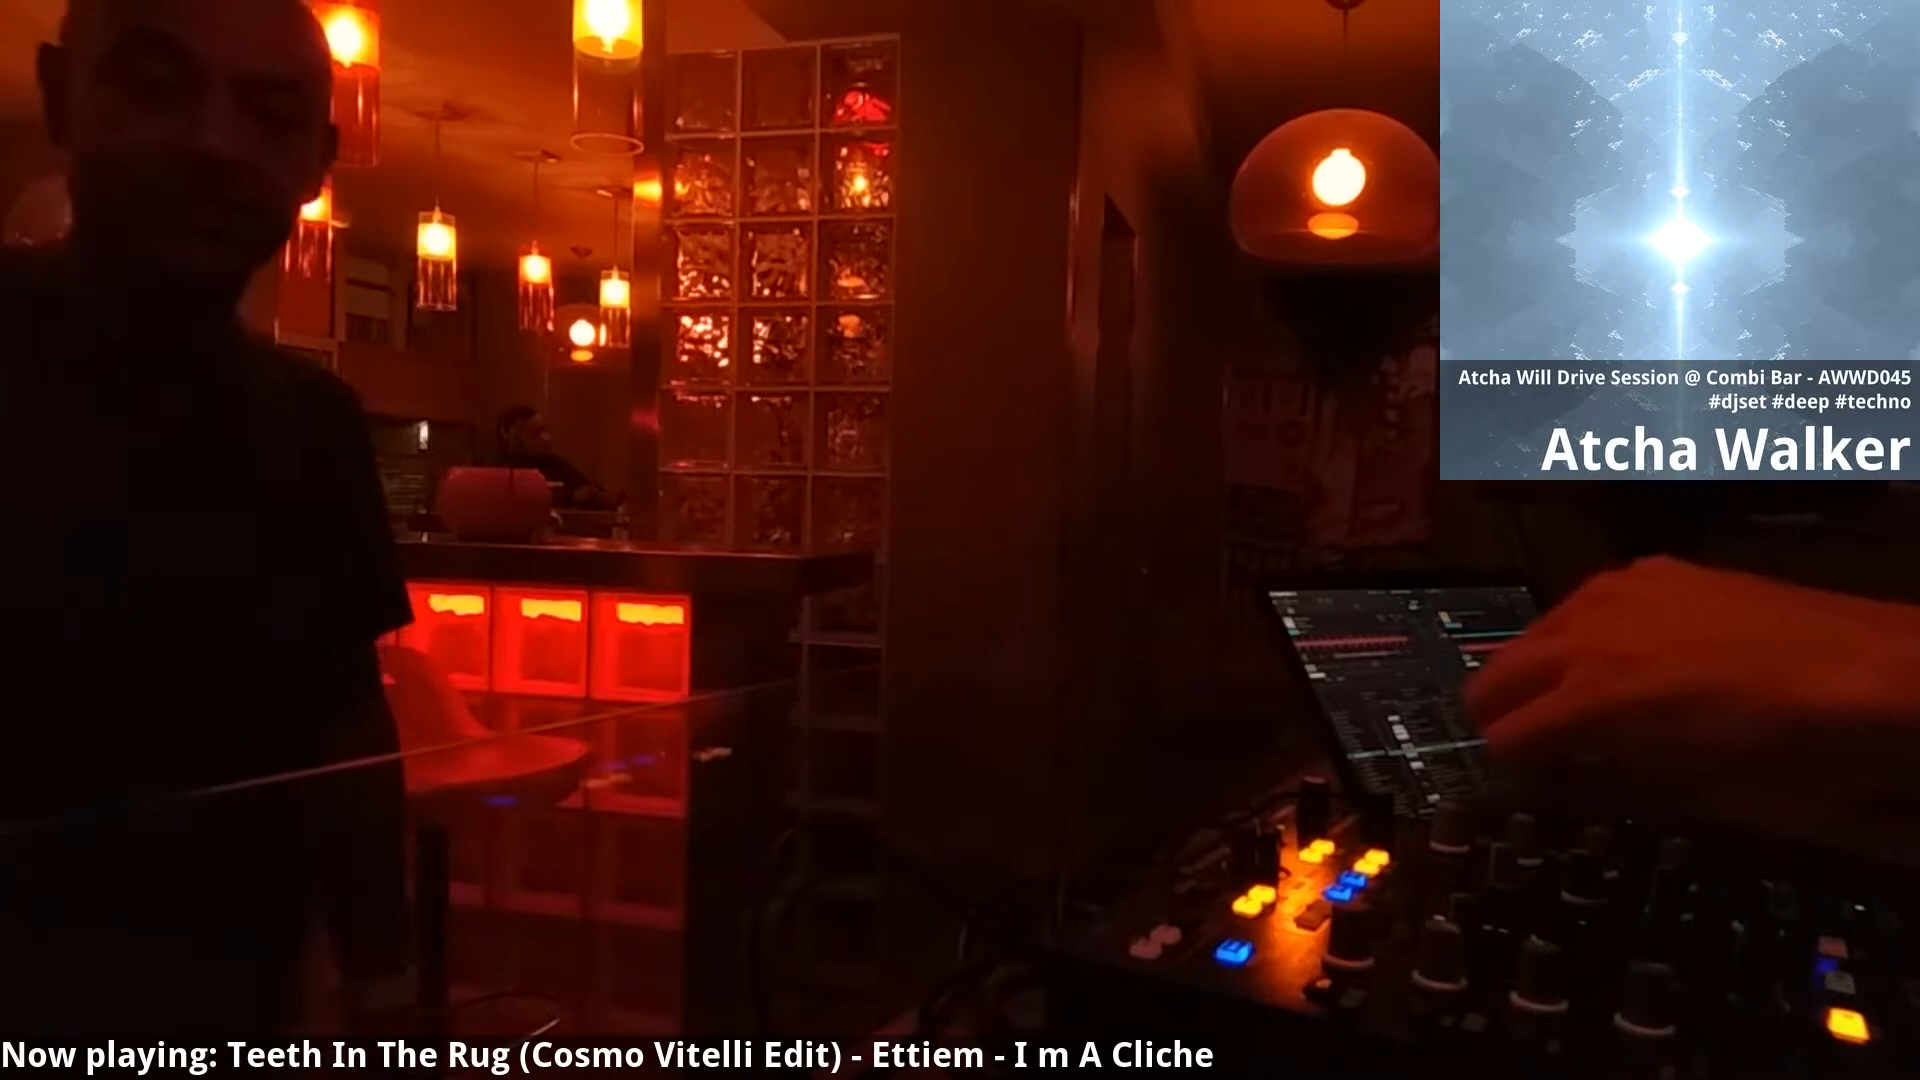 Atcha Will Drive Session @ Combi Bar - AWWD045
#djset #deep #techno
Atcha Walker
Now playing: Teeth In The Rug (Cosmo Vitelli Edit) - Ettiem - I m A Cliche